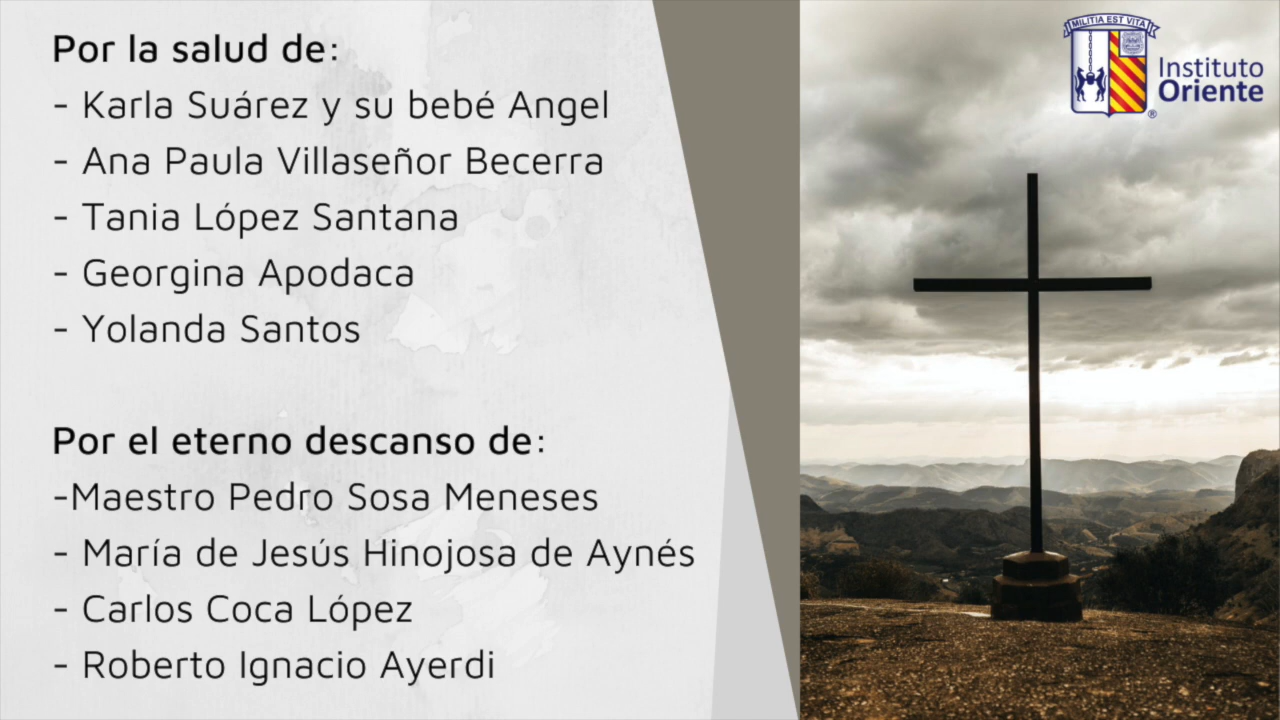 Por la salud de:
- Karla Suárez y su bebé Angel
- Ana Paula Villaseñor Becerra
- Tania López Santana
- Georgina Apodaca
- Yolanda Santos
Por el eterno descanso de:
-Maestro Pedro Sosa Meneses
- María de Jesús Hinojosa de Aynés
- Carlos Coca López
- Roberto Ignacio Ayerdi
MILITIA EST VITA
Instituto
Oriente
®